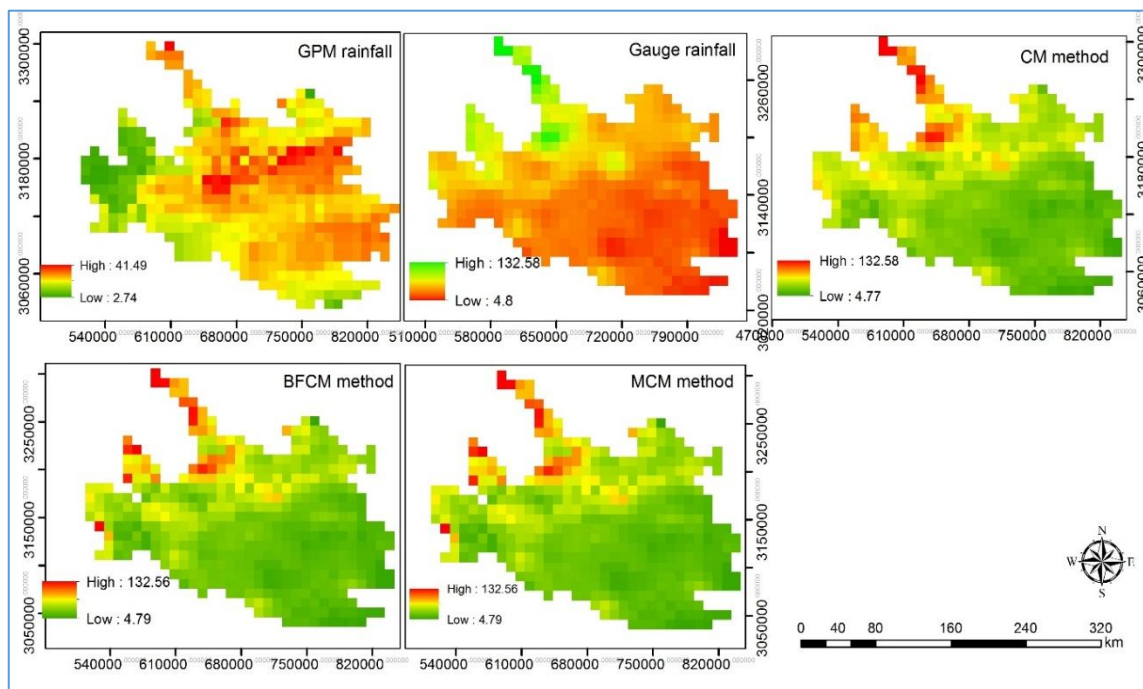 GPM rainfall
3300000
3180000
3060000
High : 41.49
Low : 2.74
540000 610000 680000 750000 820000
Gauge rainfall
3260000
3140000
3020000
High : 132.58
Low : 4.8
510000 580000 650000 720000 790000
CM method
3300000
3180000
3060000
High : 132.58
Low : 4.77
540000 610000 680000 750000 820000
BFCM method
3250000
3150000
3050000
High : 132.56
Low : 4.79
540000 610000 680000 750000 820000
MCM method
3250000
3150000
3050000
High : 132.56
Low : 4.79
540000 610000 680000 750000 820000
N
W E
S
0 40 80 160 240 320
km